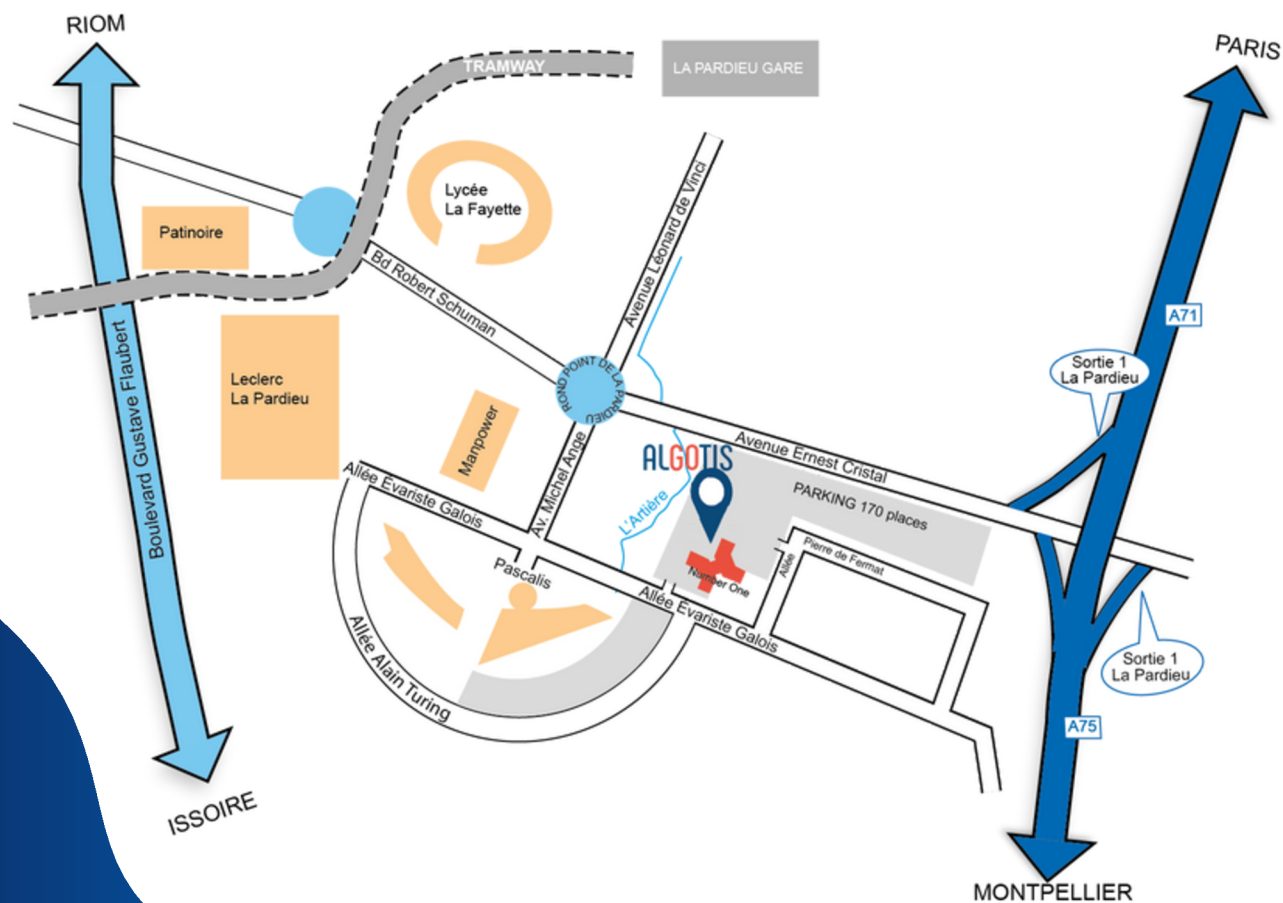 RIOM
PARIS
TRAMWAY
LA PARDIEU GARE
Lycée
La Fayette
Patinoire
Avenue Léonard de Vinci
Bd Robert Schuman
A71
Boulevard Gustave Flaubert
Sortie 1
La Pardieu
ROND POINT DE LA PARDIEU
Leclerc
La Pardieu
Manpower
Av. Michel Ange
Avenue Ernest Cristal
ALGOTIS
Allée Évariste Galois
L'Artière
PARKING 170 places
Pierre de Fermat
Allée
Pascalis
Number One
Allée Évariste Galois
Allée Alain Turing
Sortie 1
La Pardieu
A75
ISSOIRE
MONTPELLIER